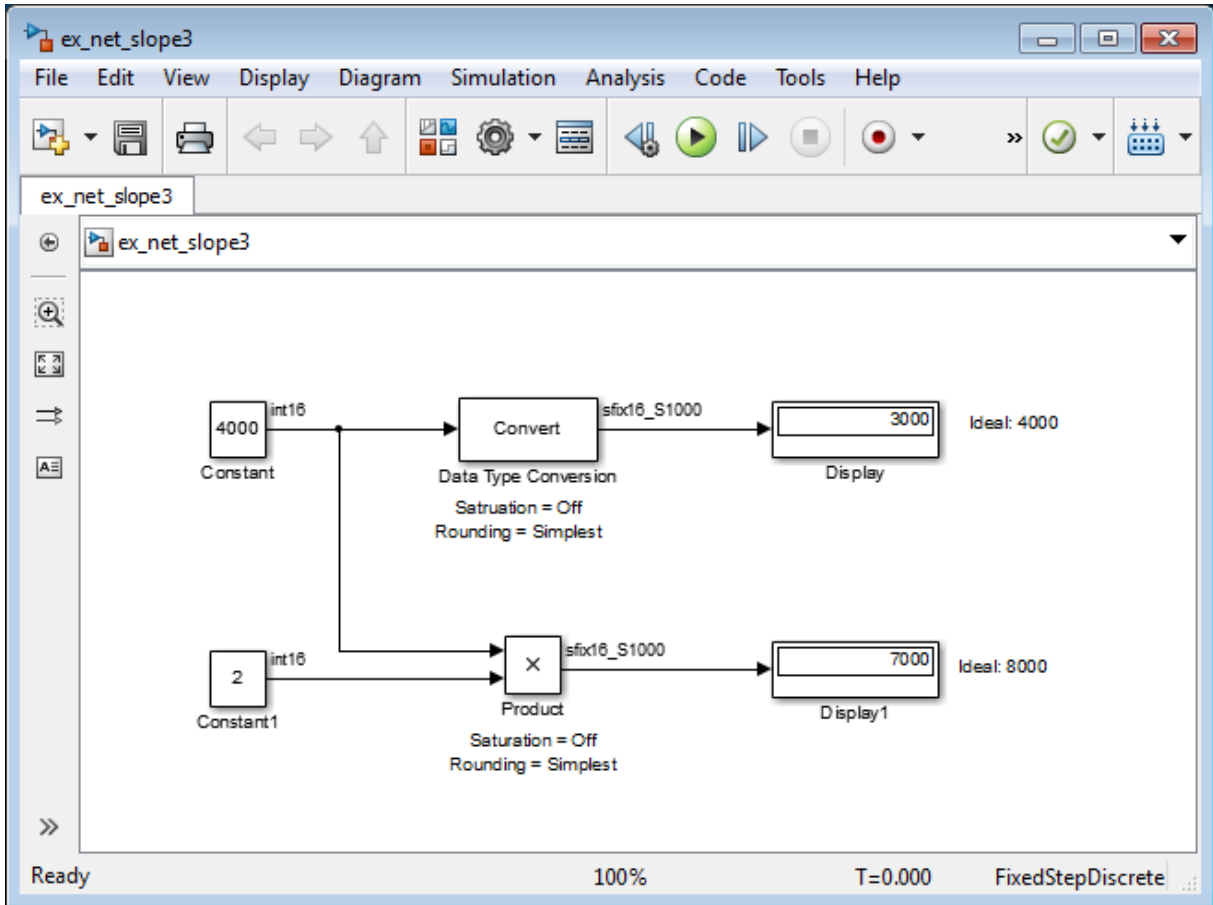 ex_net_slope3
File Edit View Display Diagram Simulation Analysis Code Tools Help
ex_net_slope3
ex_net_slope3
4000
int16
Constant
Convert
sfix16_S1000
Data Type Conversion
Satruation = Off
Rounding = Simplest
3000
Display
Ideal: 4000
2
int16
Constant1
×
sfix16_S1000
Product
Saturation = Off
Rounding = Simplest
7000
Display1
Ideal: 8000
Ready 100% T=0.000 FixedStepDiscrete